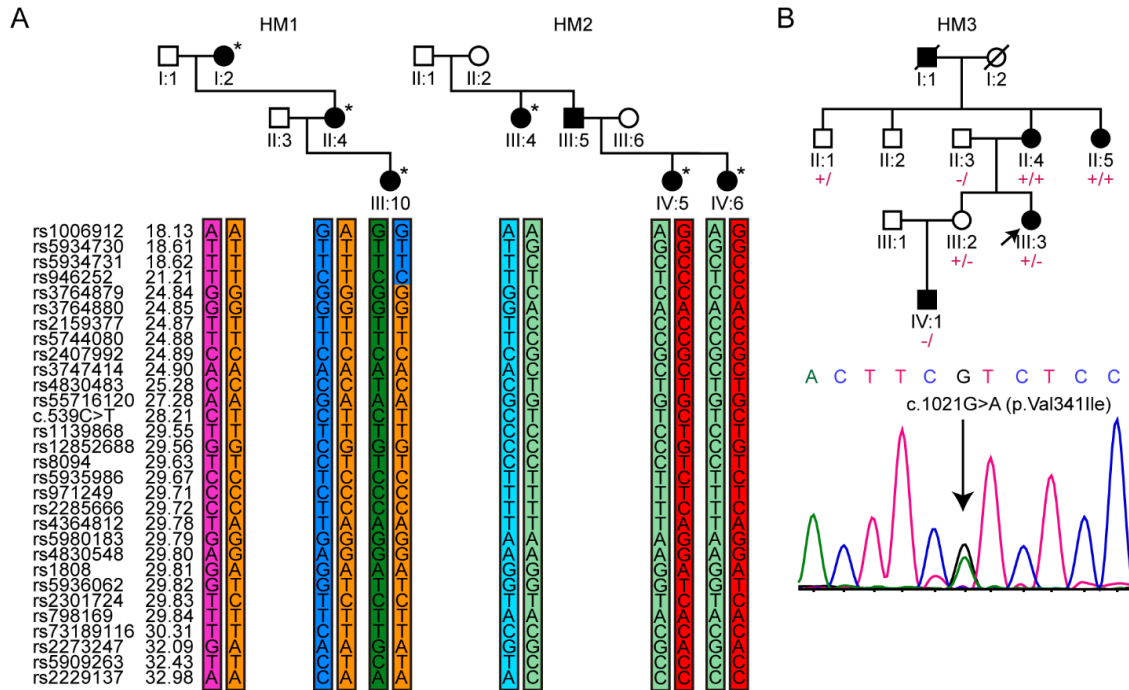 A
HM1
HM2
B
HM3
* * * * * *
I:1 I:2 II:1 II:2
II:3 II:4 III:4 III:5 III:6
III:10 IV:5 IV:6
rs1006912 18.13 A A G A G G A A A G A G
rs5934730 18.61 T T T T T T T G G G G G
rs5934731 18.62 T T T T T T T C C C C C
rs946252 21.21 T T C T C C T T T C T C
rs3764879 24.84 G G G G G G G C C C C C
rs3764880 24.85 G G G G G G G A A A A A
rs2159377 24.87 T T T T T T T C C C C C
rs5744080 24.88 T T T T T T T C C C C C
rs2407992 24.89 C C C C C C C G G G G G
rs3747414 24.90 A A A A A A A C C C C C
rs4830483 25.28 C C C C T C C T T T T T
rs55716120 27.28 A A G A A A G G G G G G
c.539C>T 28.21 C T C T C T C T T C T C
rs1139868 29.55 T T T T T T C C C T C T
rs12852688 29.56 G G C G G G C C C G C G
rs8094 29.63 T T C T T T C C C T C T
rs5935986 29.67 C C T C C C T T T C T C
rs971249 29.71 C C C C C C T T T T T T
rs2285666 29.72 C C T C C C T T T C T C
rs4364812 29.78 T A T A A A T T T A T A
rs5980183 29.79 G G G G G G A A A G A G
rs4830548 29.80 A G A G G G A A A G A G
rs1808 29.81 G A G A A A G G G A G A
rs5936062 29.82 G T G T T T G G G T G T
rs2301724 29.83 T C T C C C T T T C T C
rs798169 29.84 T T T T T T A A A A A A
rs73189116 30.31 T T C T T T C C C C C C
rs2273247 32.09 G A A A G A G G G A G A
rs5909263 32.43 T T C T C T T C C C C C
rs2229137 32.98 A A C A A A A C C C C C
I:1 I:2
II:1 II:2 II:3 II:4 II:5
+/ -/ +/+ +/+
III:1 III:2 III:3
+/- +/-
IV:1
-/
A C T T C G T C T C C
c.1021G>A (p.Val341Ile)